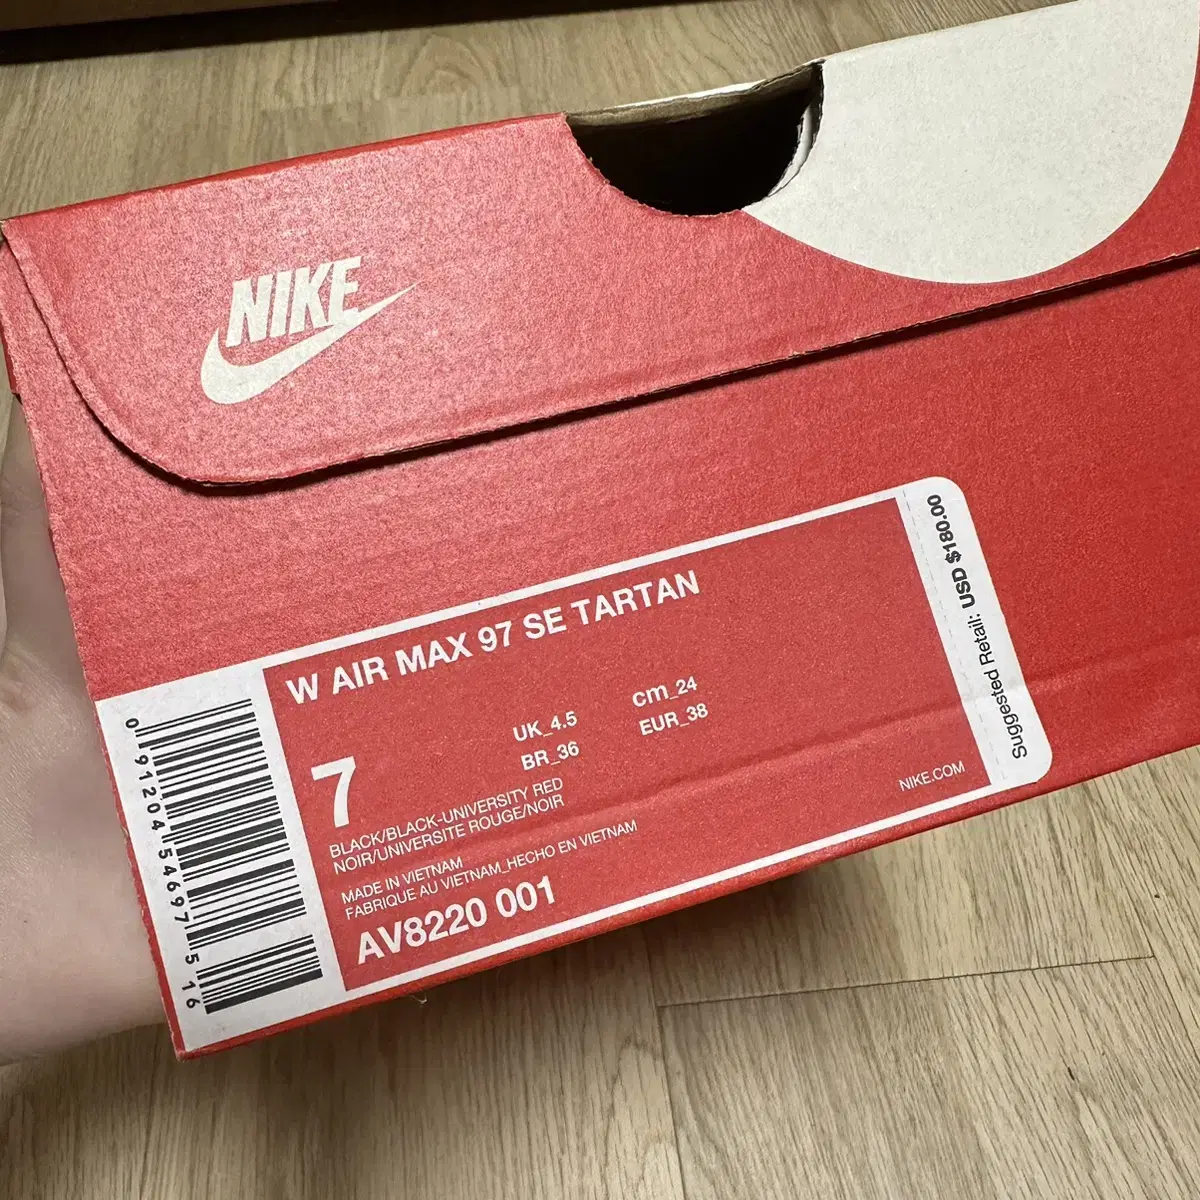 NIKE
W AIR MAX 97 SE TARTAN
7
UK_4.5
cm_24
BR_36
EUR_38
BLACK/BLACK-UNIVERSITY RED
NOIR/UNIVERSITE ROUGE/NOIR
MADE IN VIETNAM
FABRIQUE AU VIETNAM_HECHO EN VIETNAM
AV8220 001
NIKE.COM
Suggested Retail: USD $180.00
0 91204 54697 5 16